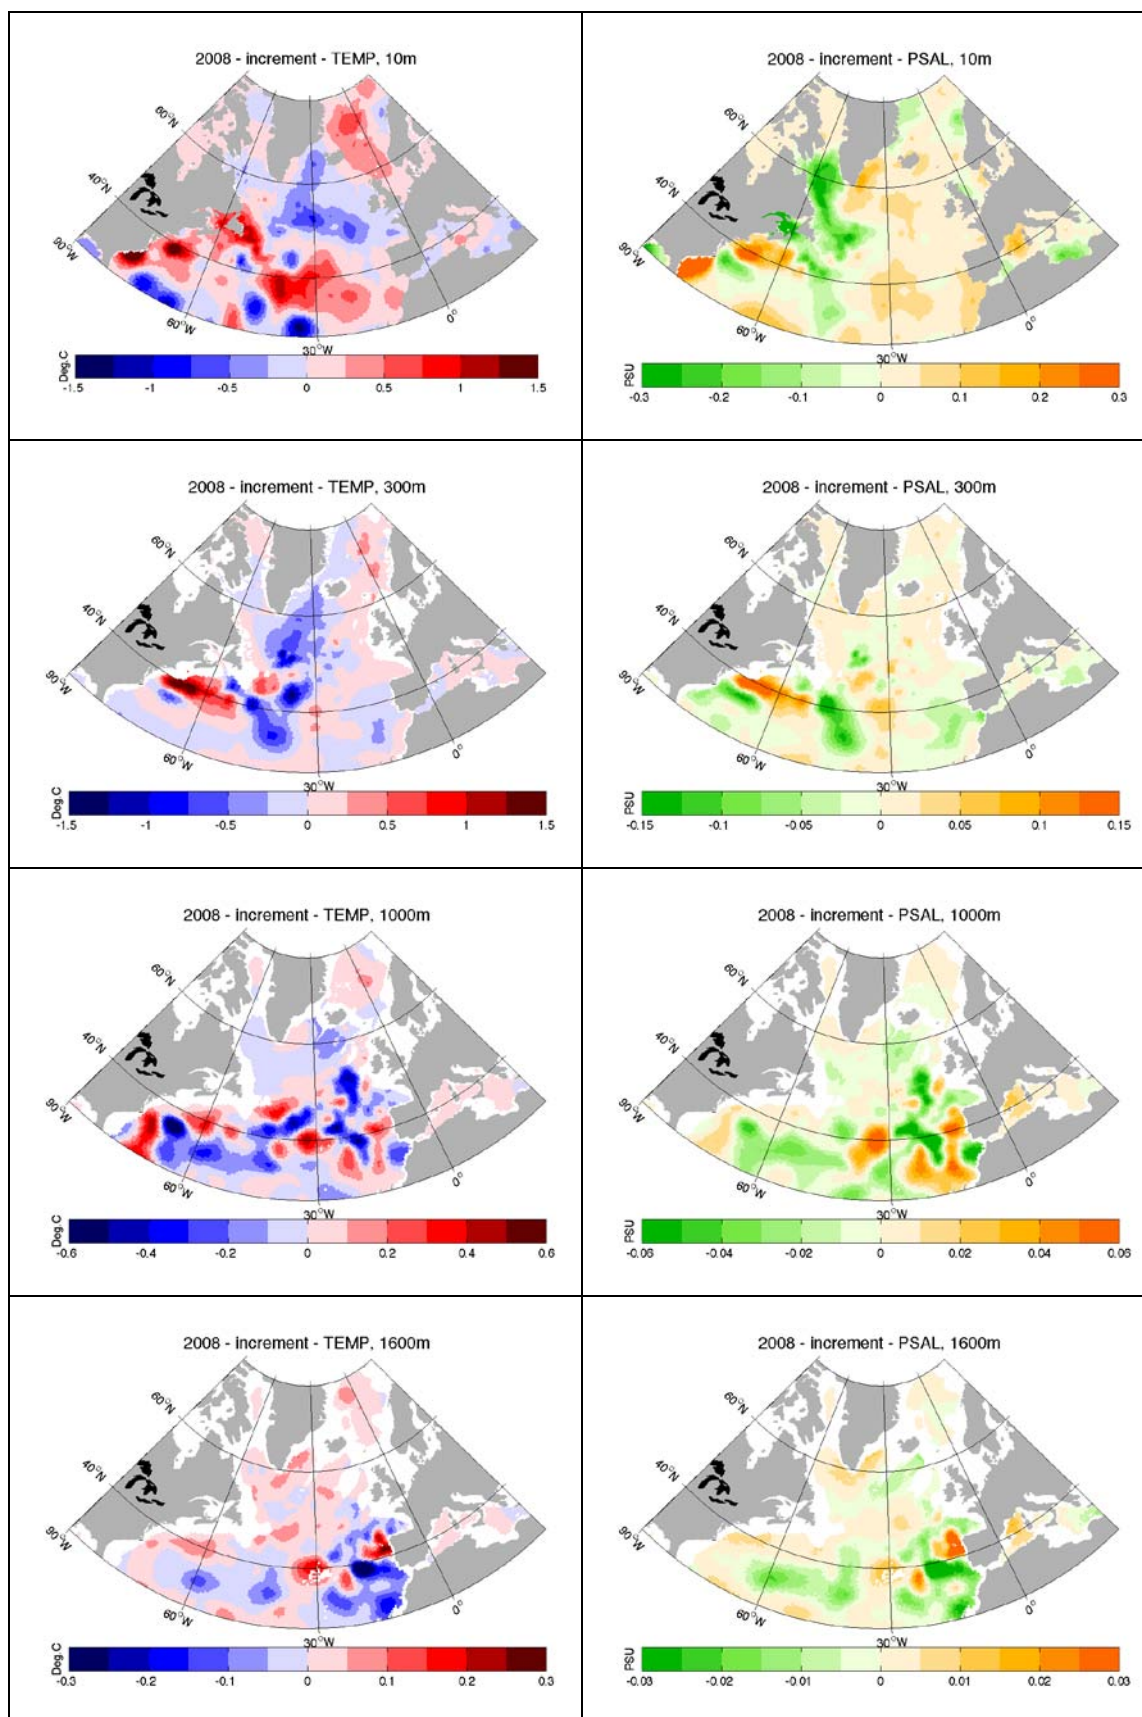 2008 - increment - TEMP, 10m
60°N
40°N
90°W
60°W
30°W
0°
Deg.C
-1.5 -1 -0.5 0 0.5 1 1.5
2008 - increment - PSAL, 10m
60°N
40°N
90°W
60°W
30°W
0°
PSU
-0.3 -0.2 -0.1 0 0.1 0.2 0.3
2008 - increment - TEMP, 300m
60°N
40°N
90°W
60°W
30°W
0°
Deg.C
-1.5 -1 -0.5 0 0.5 1 1.5
2008 - increment - PSAL, 300m
60°N
40°N
90°W
60°W
30°W
0°
PSU
-0.15 -0.1 -0.05 0 0.05 0.1 0.15
2008 - increment - TEMP, 1000m
60°N
40°N
90°W
60°W
30°W
0°
Deg.C
-0.6 -0.4 -0.2 0 0.2 0.4 0.6
2008 - increment - PSAL, 1000m
60°N
40°N
90°W
60°W
30°W
0°
PSU
-0.06 -0.04 -0.02 0 0.02 0.04 0.06
2008 - increment - TEMP, 1600m
60°N
40°N
90°W
60°W
30°W
0°
Deg.C
-0.3 -0.2 -0.1 0 0.1 0.2 0.3
2008 - increment - PSAL, 1600m
60°N
40°N
90°W
60°W
30°W
0°
PSU
-0.03 -0.02 -0.01 0 0.01 0.02 0.03